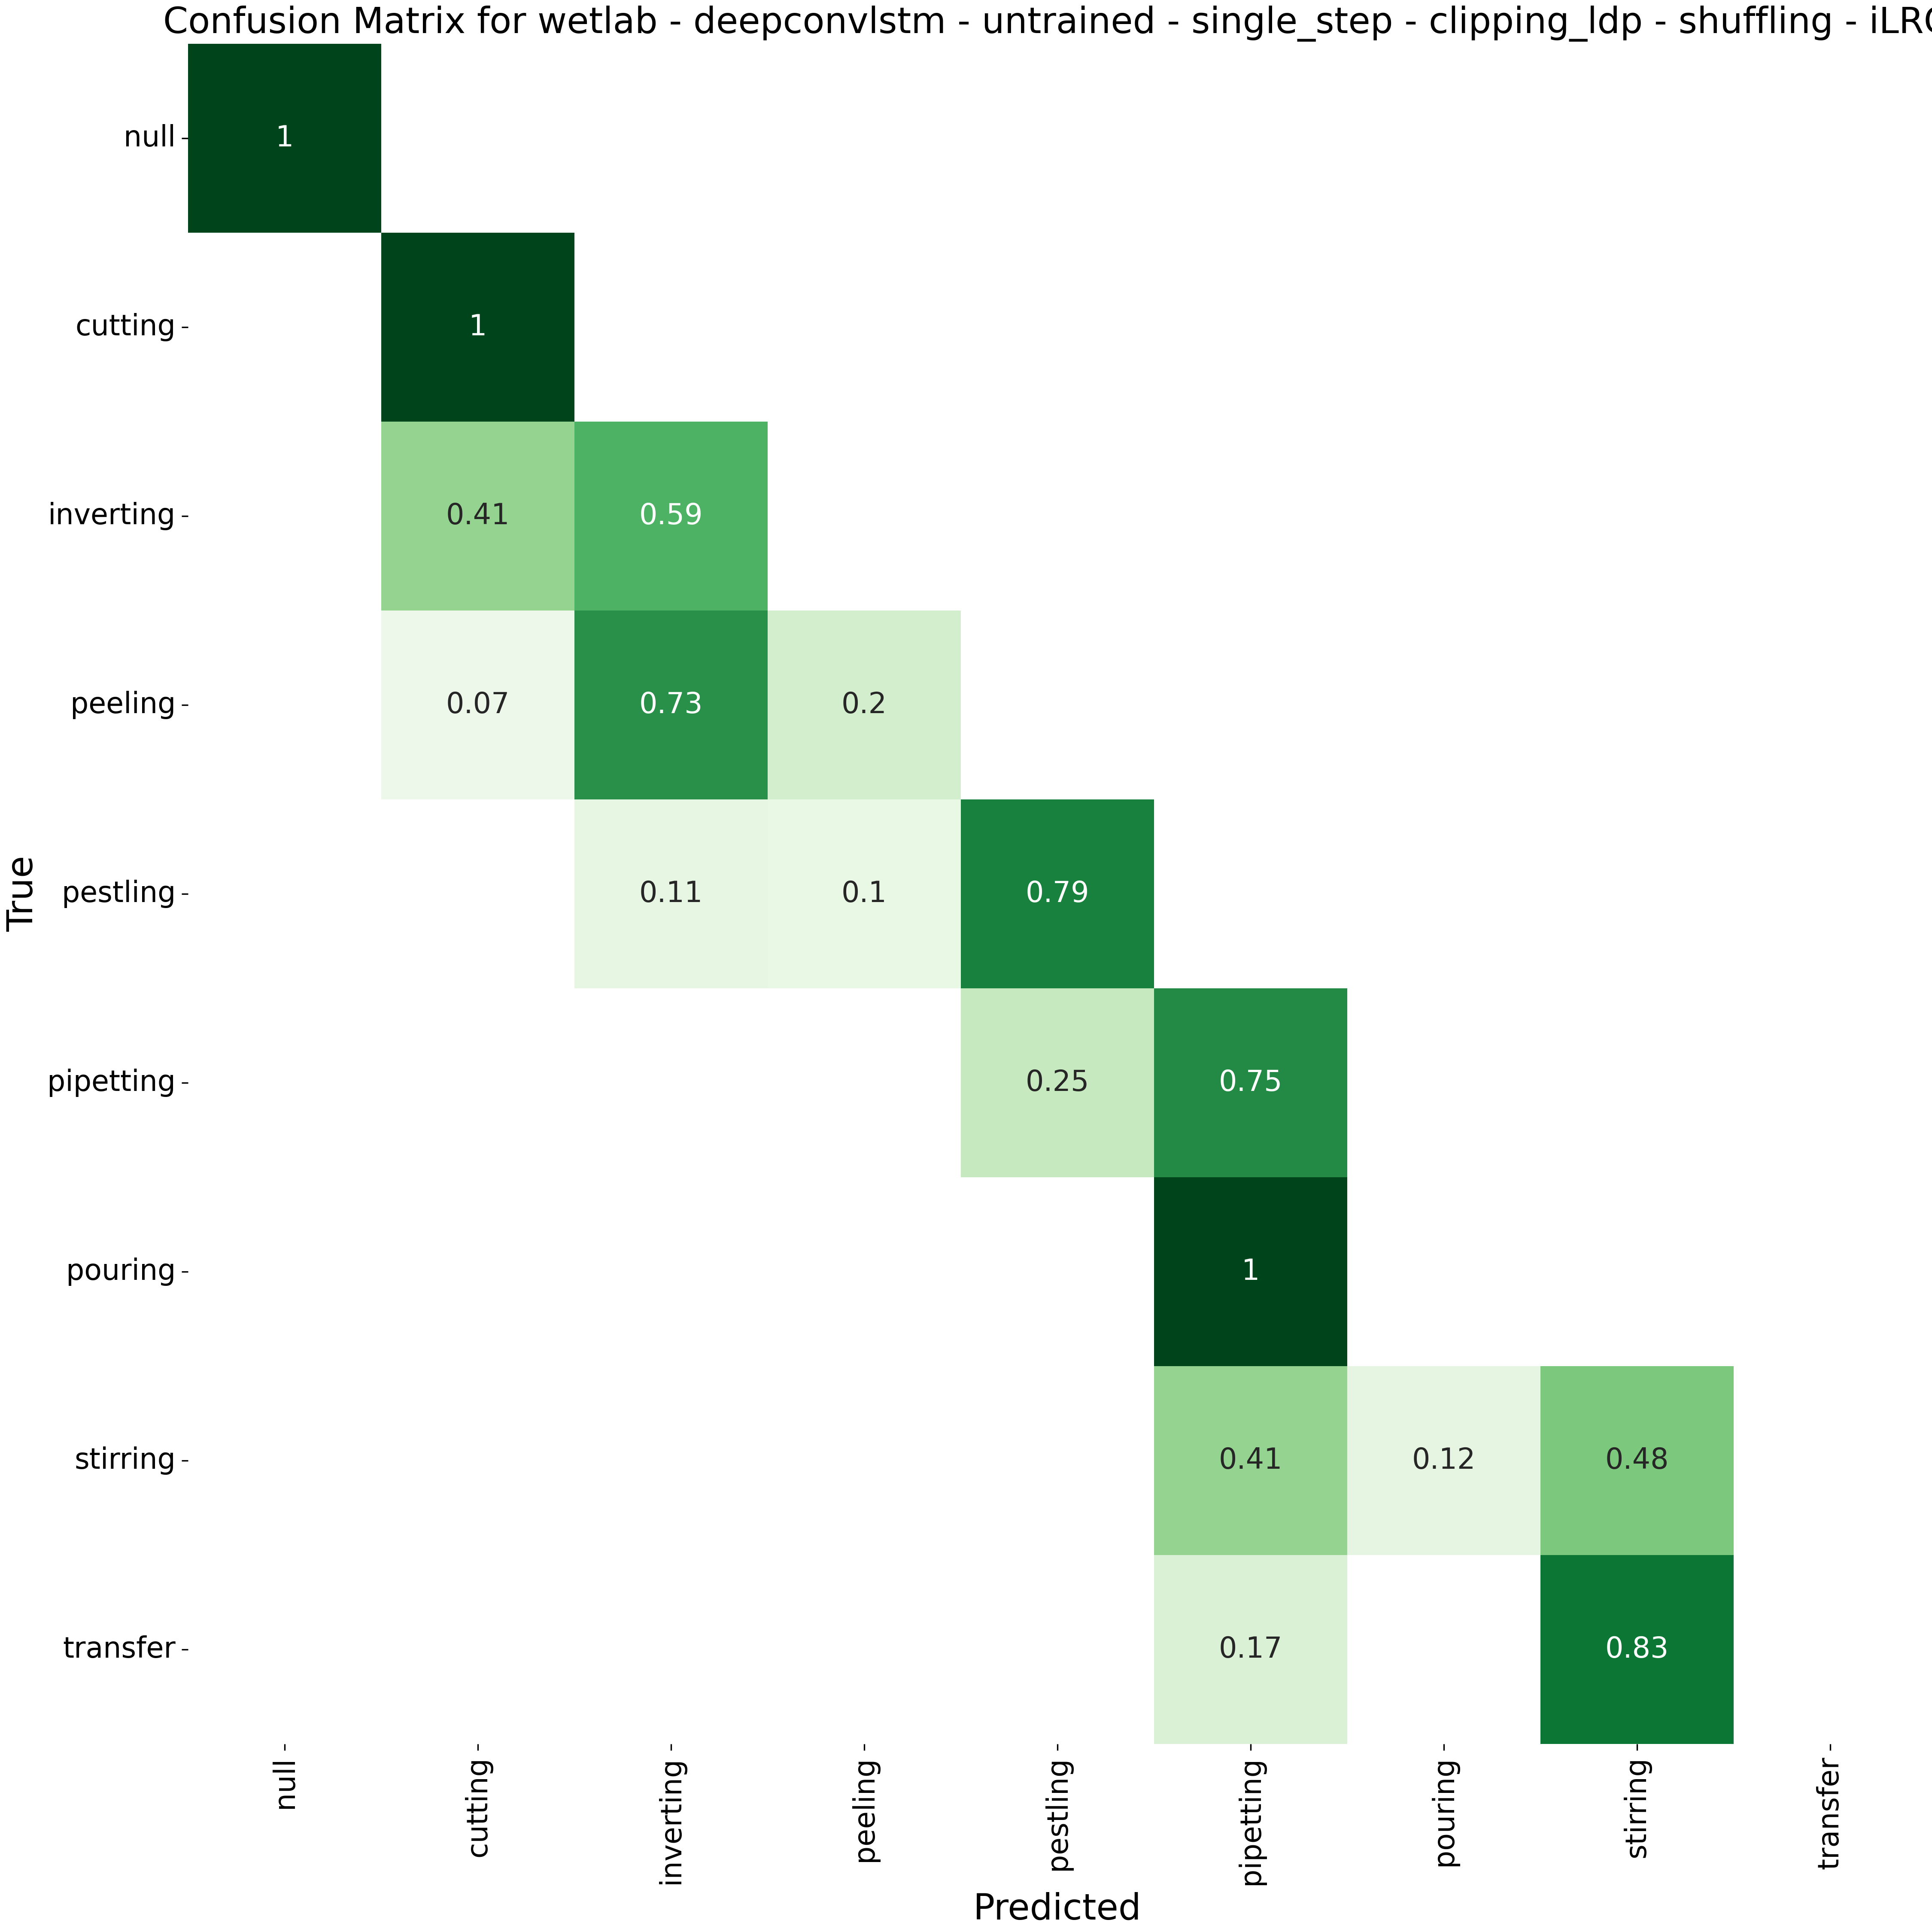 Confusion Matrix for wetlab - deepconvlstm - untrained - single_step - clipping_ldp - shuffling - iLRG
null
1
cutting
1
inverting
0.41 0.59
peeling
0.07 0.73 0.2
pestling
0.11 0.1 0.79
pipetting
0.25 0.75
pouring
1
stirring
0.41 0.12 0.48
transfer
0.17 0.83
True
null cutting inverting peeling pestling pipetting pouring stirring transfer
Predicted